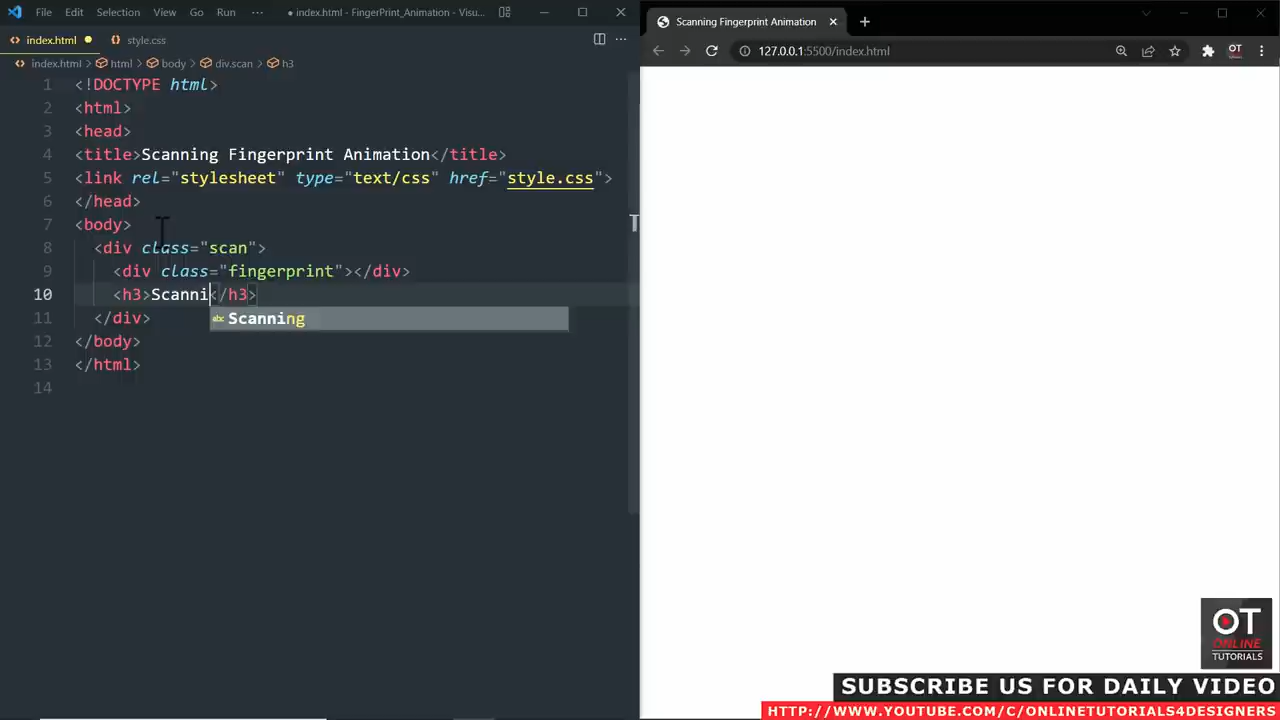 File Edit Selection View Go Run ··· ● index.html - FingerPrint_Animation - Visu...
index.html ● style.css
index.html > html > body > div.scan > h3
1 <!DOCTYPE html>
2 <html>
3 <head>
4 <title>Scanning Fingerprint Animation</title>
5 <link rel="stylesheet" type="text/css" href="style.css">
6 </head>
7 <body>
8 <div class="scan">
9 <div class="fingerprint"></div>
10 <h3>Scanni</h3>
abc Scanning
11 </div>
12 </body>
13 </html>
14
Scanning Fingerprint Animation
127.0.0.1:5500/index.html
OT
T
OT
ONLINE
TUTORIALS
SUBSCRIBE US FOR DAILY VIDEO
HTTP://WWW.YOUTUBE.COM/C/ONLINETUTORIALS4DESIGNERS